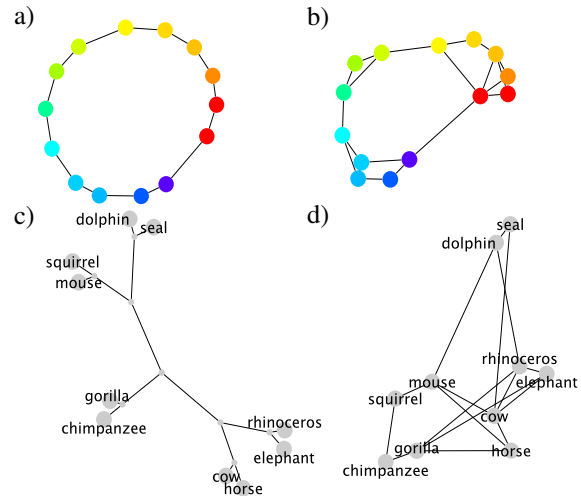 a)
b)
c)
d)
dolphin
seal
squirrel
mouse
gorilla
chimpanzee
rhinoceros
elephant
cow
horse
seal
dolphin
rhinoceros
elephant
mouse
squirrel
cow
gorilla
horse
chimpanzee